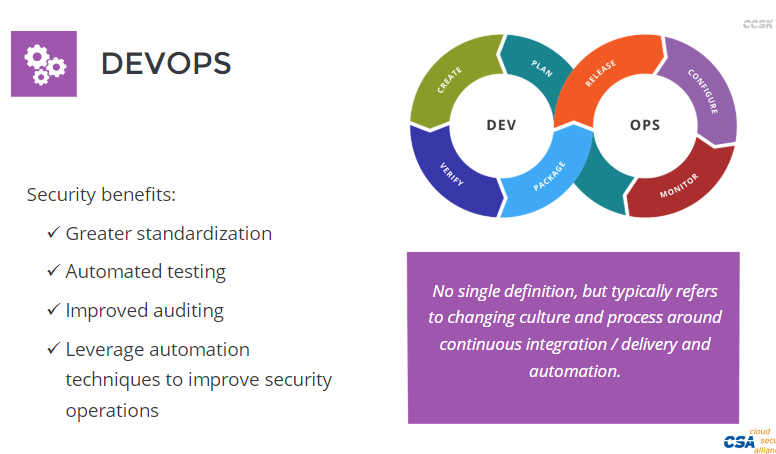 CCSK
DEVOPS
CREATE
PLAN
RELEASE
CONFIGURE
DEV
OPS
VERIFY
PACKAGE
MONITOR
Security benefits:
✓ Greater standardization
✓ Automated testing
✓ Improved auditing
✓ Leverage automation
techniques to improve security
operations
No single definition, but typically refers
to changing culture and process around
continuous integration / delivery and
automation.
cloud
CSA secu
allian